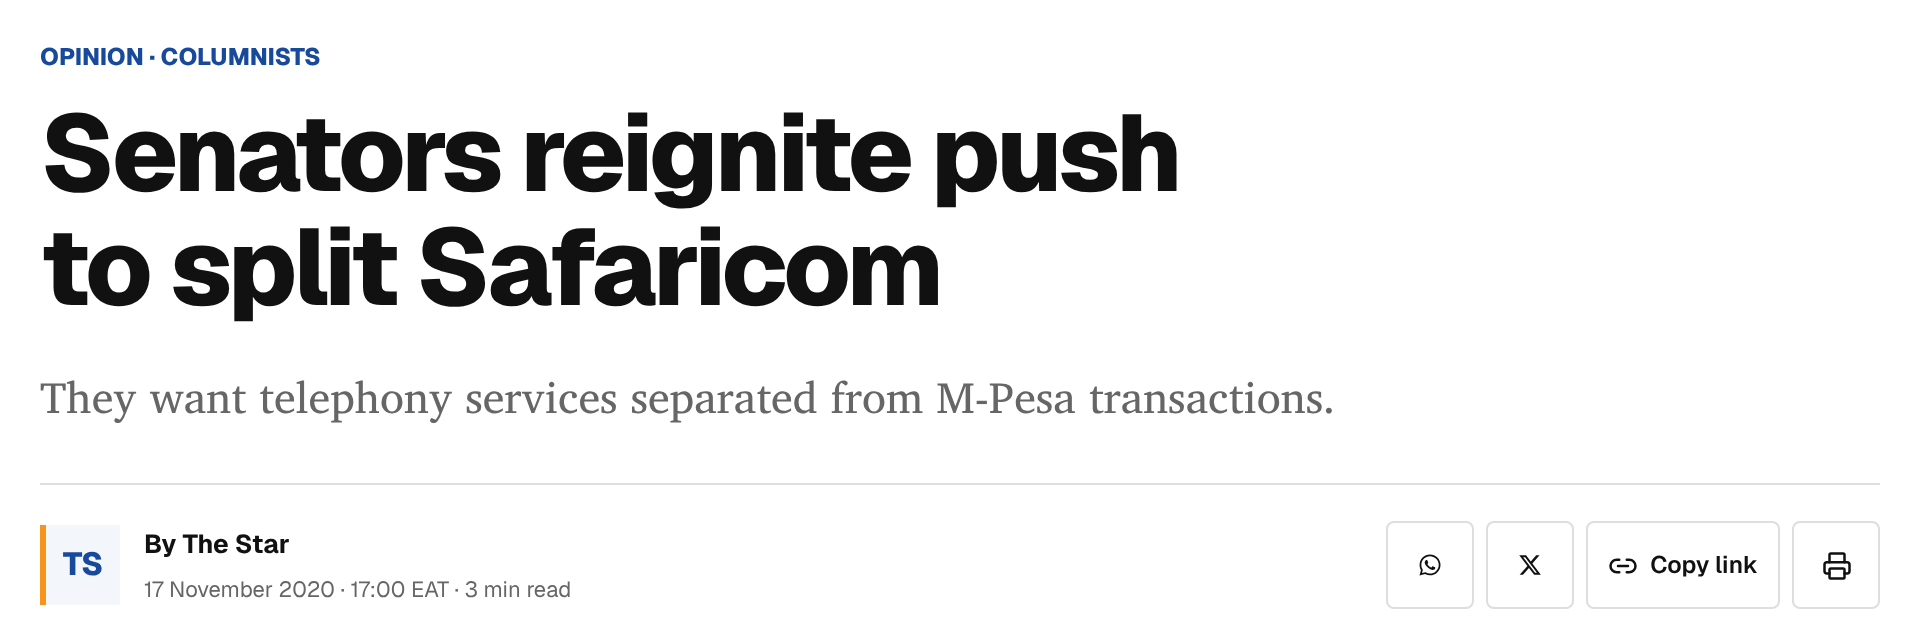 OPINION · COLUMNISTS
Senators reignite push
to split Safaricom
They want telephony services separated from M-Pesa transactions.
TS
By The Star
17 November 2020 · 17:00 EAT · 3 min read
Copy link